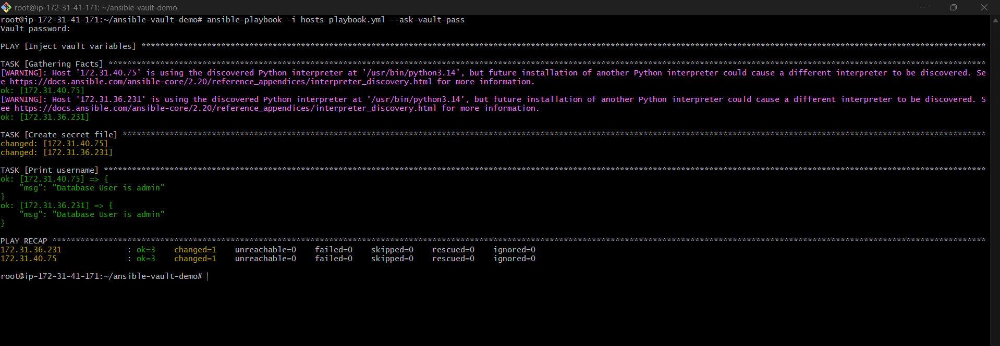 root@ip-172-31-41-171: ~/ansible-vault-demo
root@ip-172-31-41-171:~/ansible-vault-demo# ansible-playbook -i hosts playbook.yml --ask-vault-pass
Vault password:
PLAY [Inject vault variables] ************************************************************************************************************************************************************************************
TASK [Gathering Facts] *******************************************************************************************************************************************************************************************
[WARNING]: Host '172.31.40.75' is using the discovered Python interpreter at '/usr/bin/python3.14', but future installation of another Python interpreter could cause a different interpreter to be discovered. Se
e https://docs.ansible.com/ansible-core/2.20/reference_appendices/interpreter_discovery.html for more information.
ok: [172.31.40.75]
[WARNING]: Host '172.31.36.231' is using the discovered Python interpreter at '/usr/bin/python3.14', but future installation of another Python interpreter could cause a different interpreter to be discovered. S
ee https://docs.ansible.com/ansible-core/2.20/reference_appendices/interpreter_discovery.html for more information.
ok: [172.31.36.231]
TASK [Create secret file] ****************************************************************************************************************************************************************************************
changed: [172.31.40.75]
changed: [172.31.36.231]
TASK [Print username] ********************************************************************************************************************************************************************************************
ok: [172.31.40.75] => {
    "msg": "Database User is admin"
}
ok: [172.31.36.231] => {
    "msg": "Database User is admin"
}
PLAY RECAP *******************************************************************************************************************************************************************************************************
172.31.36.231              : ok=3    changed=1    unreachable=0    failed=0    skipped=0    rescued=0    ignored=0
172.31.40.75               : ok=3    changed=1    unreachable=0    failed=0    skipped=0    rescued=0    ignored=0
root@ip-172-31-41-171:~/ansible-vault-demo#